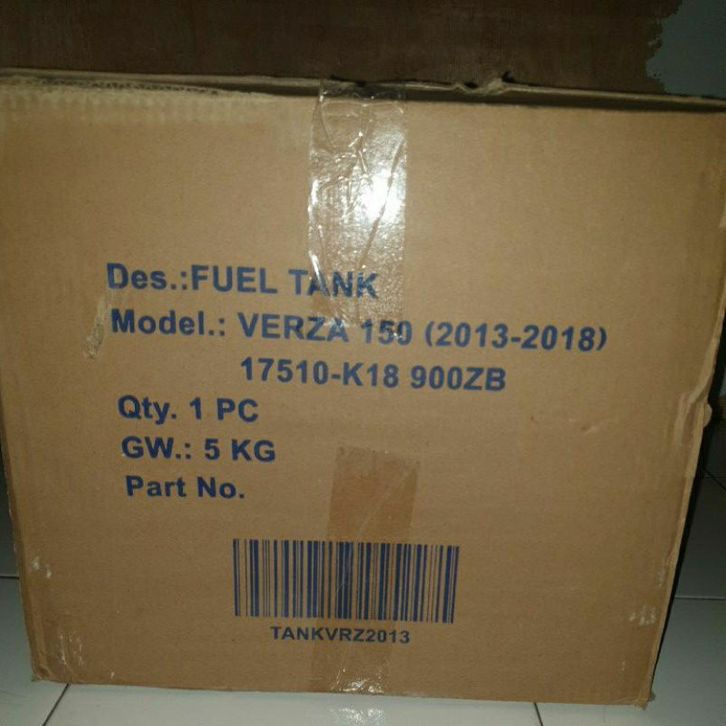 Des.:FUEL TANK
Model.: VERZA 150 (2013-2018)
17510-K18 900ZB
Qty. 1 PC
GW.: 5 KG
Part No.
TANKVRZ2013